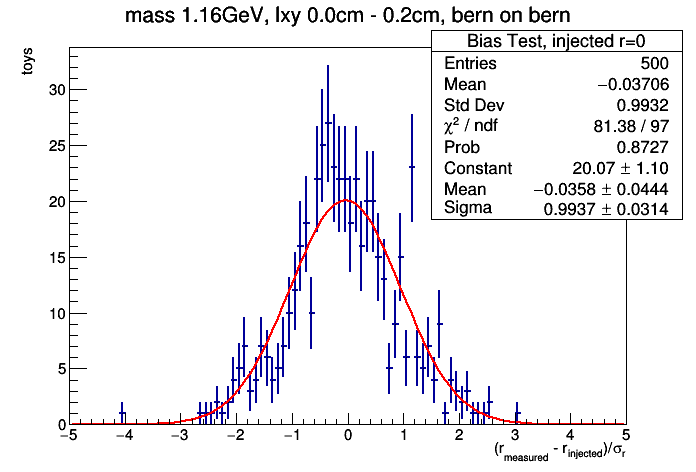 mass 1.16GeV, lxy 0.0cm - 0.2cm, bern on bern
Bias Test, injected r=0
Entries 500
Mean −0.03706
Std Dev 0.9932
χ² / ndf 81.38 / 97
Prob 0.8727
Constant 20.07 ± 1.10
Mean −0.0358 ± 0.0444
Sigma 0.9937 ± 0.0314
toys
30
25
20
15
10
5
0
−5 −4 −3 −2 −1 0 1 2 3 4 5
(r_measured - r_injected)/σ_r